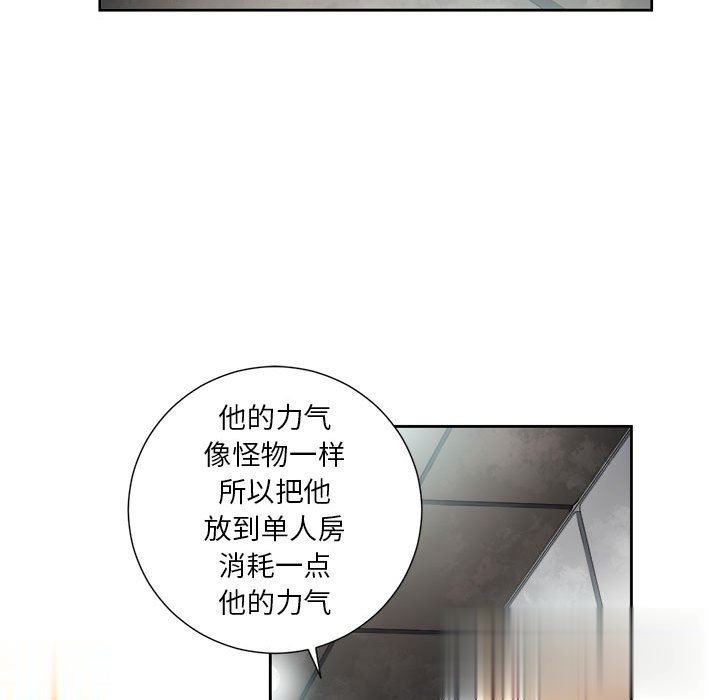 他的力气
像怪物一样
所以把他
放到单人房
消耗一点
他的力气